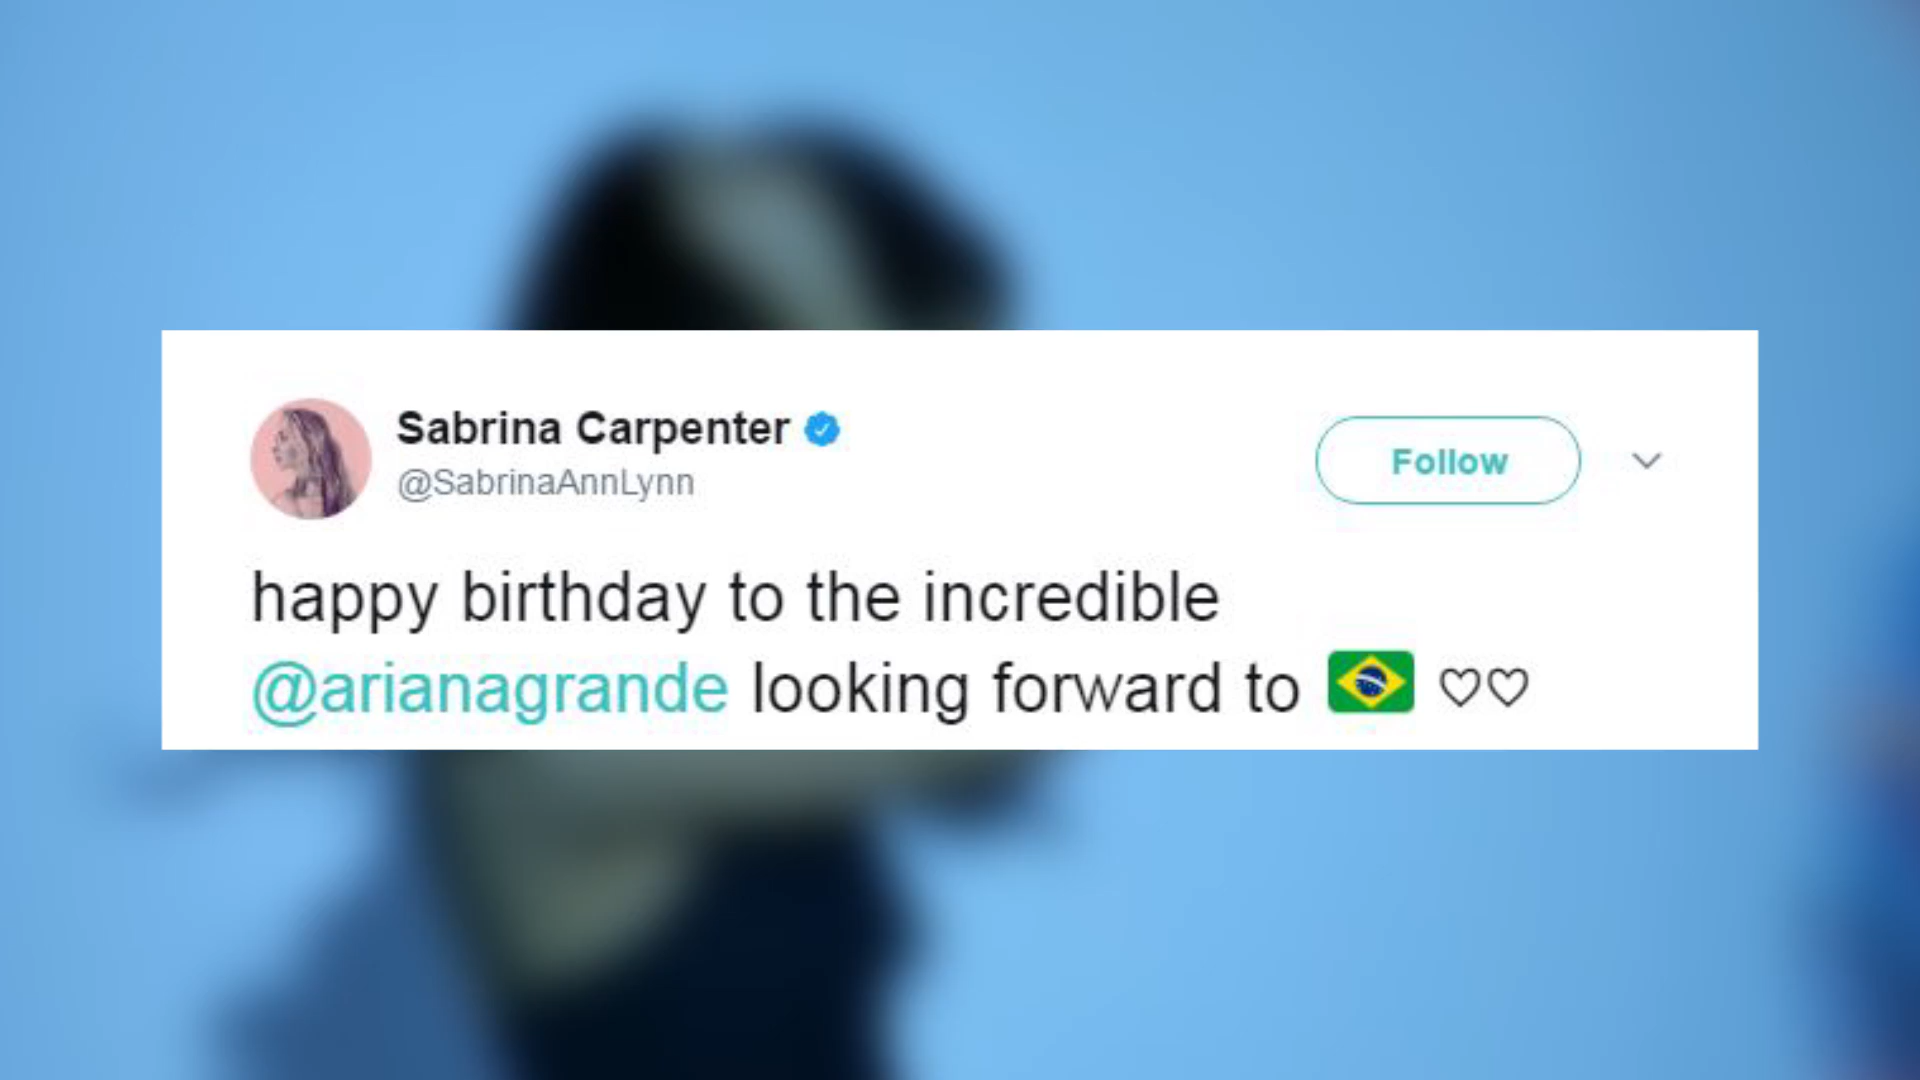 Sabrina Carpenter
@SabrinaAnnLynn
Follow
happy birthday to the incredible
@arianagrande looking forward to 🇧🇷 ♡♡